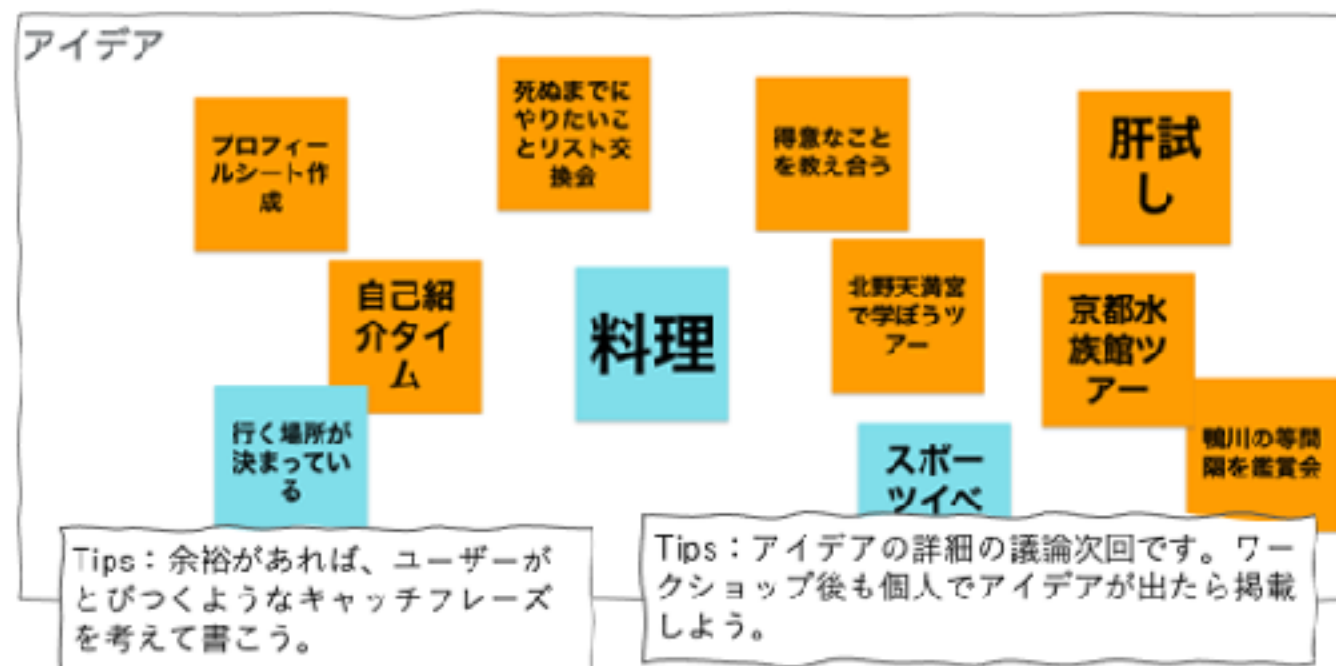 アイデア
プロフィー
ルシート作
成
死ぬまでに
やりたいこ
とリスト交
換会
得意なこと
を教え合う
肝試
し
自己紹
介タイ
ム
料理
北野天満宮
で学ぼうツ
アー
京都水
族館ツ
アー
行く場所が
決まってい
る
スポー
ツイベ
鴨川の等間
隔を鑑賞会
Tips：余裕があれば、ユーザーが
とびつくようなキャッチフレーズ
を考えて書こう。
Tips：アイデアの詳細の議論次回です。ワー
クショップ後も個人でアイデアが出たら掲載
しよう。